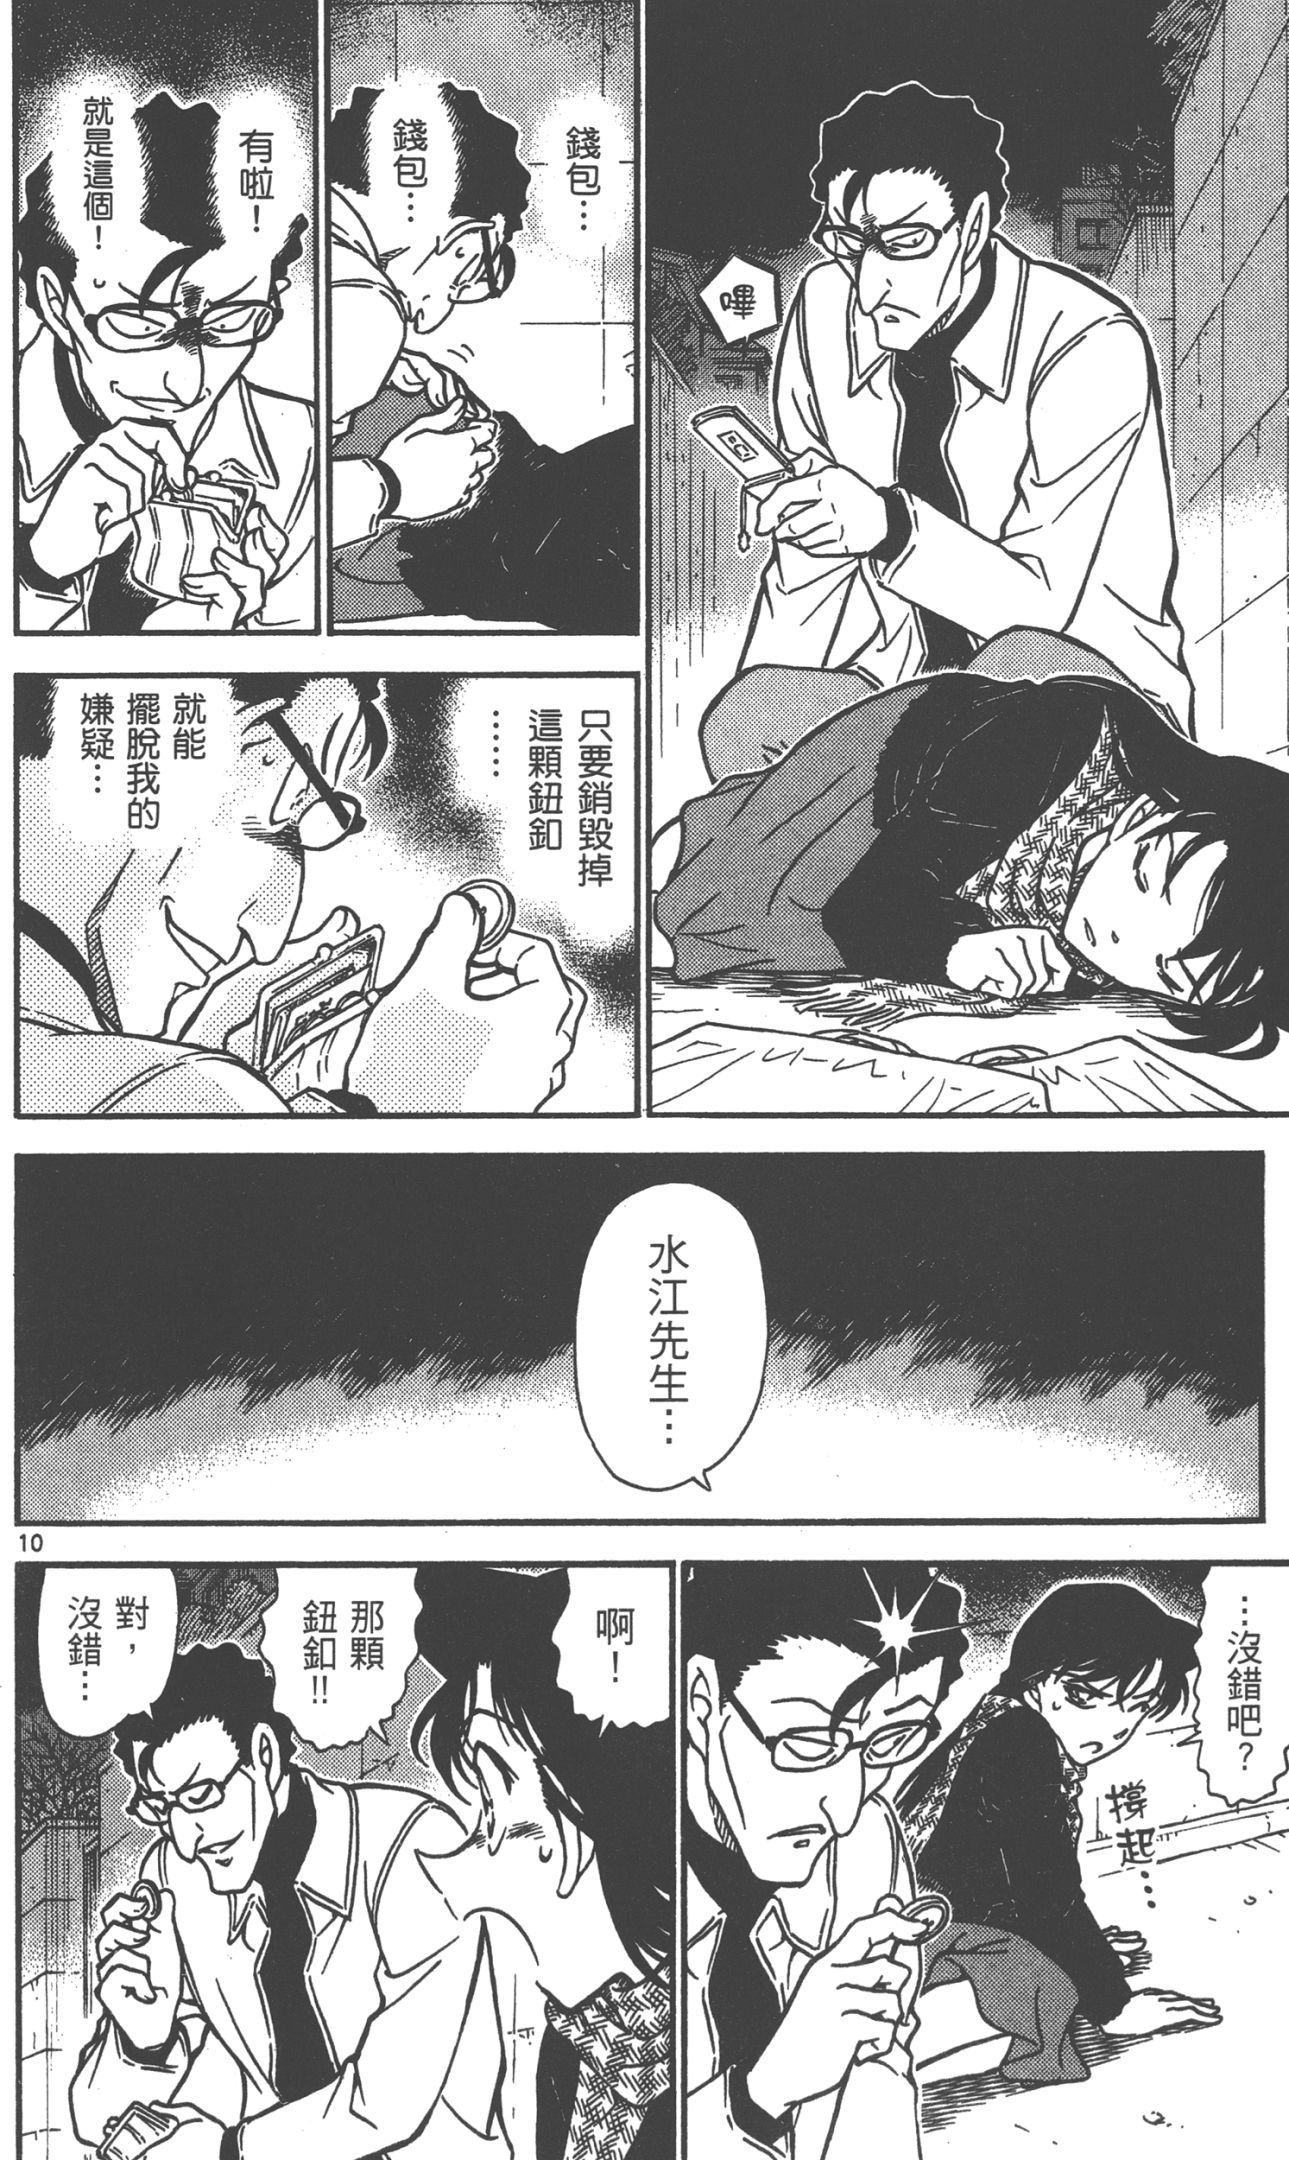 嗶
錢包…
錢包…
有啦！
就是這個！
只要銷毀掉
這顆鈕釦
……
就能
擺脫我的
嫌疑…
水江先生…
10
…沒錯吧？
撐起…
啊！
那顆
鈕釦!!
對，
沒錯…